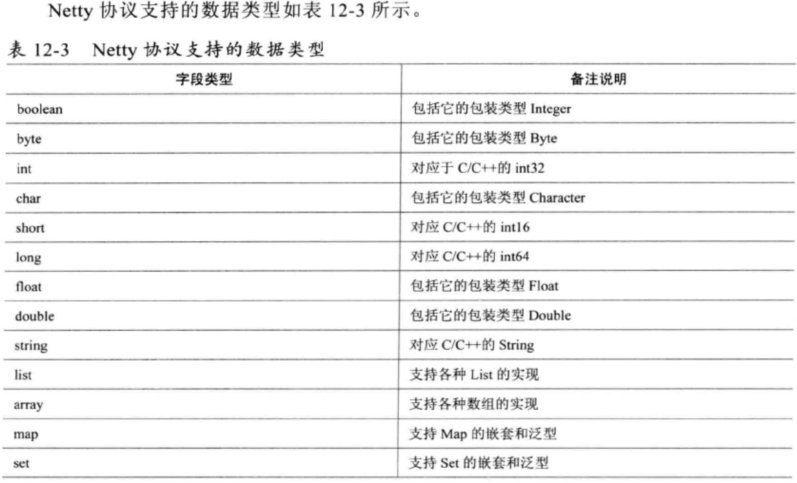 Netty 协议支持的数据类型如表 12-3 所示。
表 12-3 Netty 协议支持的数据类型
字段类型 备注说明
boolean 包括它的包装类型 Integer
byte 包括它的包装类型 Byte
int 对应于 C/C++的 int32
char 包括它的包装类型 Character
short 对应 C/C++的 int16
long 对应 C/C++的 int64
float 包括它的包装类型 Float
double 包括它的包装类型 Double
string 对应 C/C++的 String
list 支持各种 List 的实现
array 支持各种数组的实现
map 支持 Map 的嵌套和泛型
set 支持 Set 的嵌套和泛型